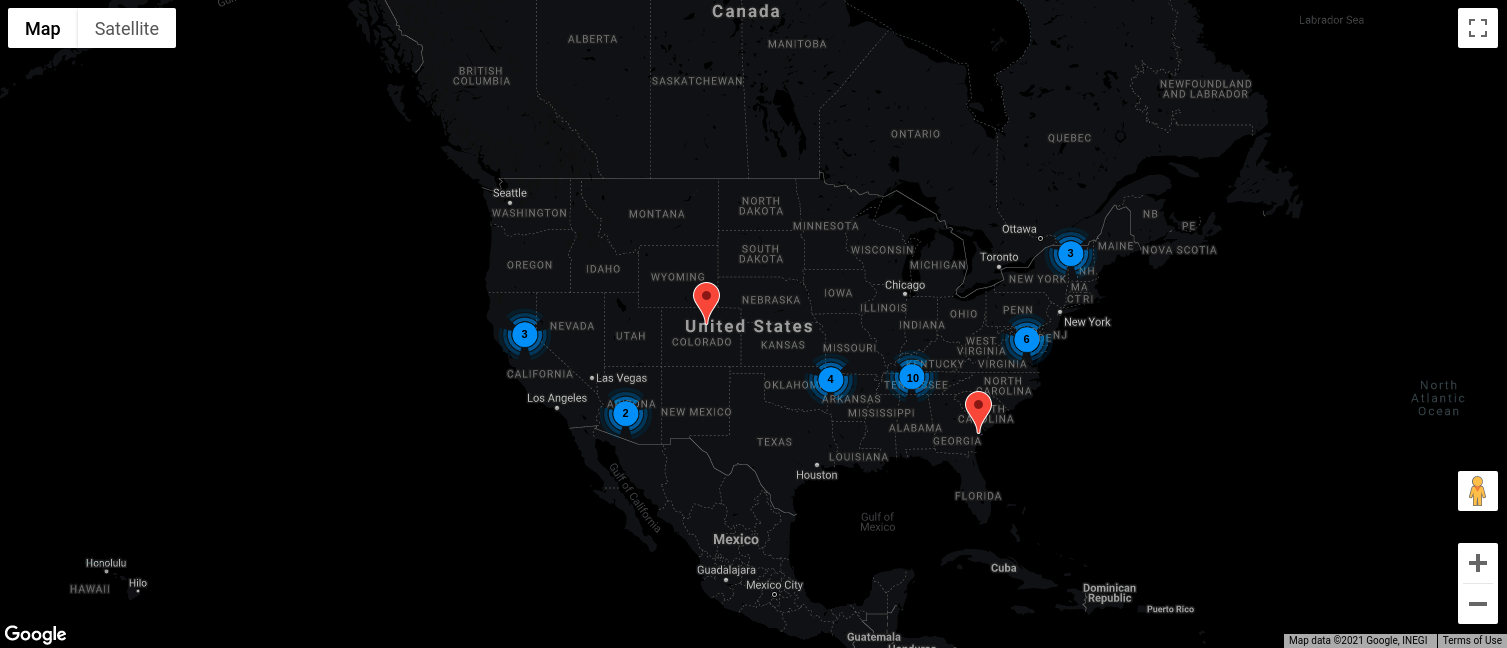 Map
Satellite
Canada
Labrador Sea
ALBERTA
MANITOBA
BRITISH
COLUMBIA
SASKATCHEWAN
NEWFOUNDLAND
AND LABRADOR
ONTARIO
QUEBEC
Seattle
WASHINGTON
MONTANA
NORTH
DAKOTA
MINNESOTA
Ottawa
NB
PE
MAINE
NOVA SCOTIA
3
OREGON
IDAHO
WYOMING
SOUTH
DAKOTA
WISCONSIN
MICHIGAN
Toronto
NEW YORK
NH
MA
CT
RI
NEBRASKA
IOWA
Chicago
ILLINOIS
INDIANA
OHIO
PENN
New York
NJ
DE
3
NEVADA
UTAH
United States
COLORADO
KANSAS
MISSOURI
WEST
VIRGINIA
6
VIRGINIA
KENTUCKY
CALIFORNIA
Las Vegas
OKLAHOM
4
10
TE
ESSEE
NORTH
CAROLINA
Los Angeles
2
NEW MEXICO
ARKANSAS
MISSISSIPPI
ALABAMA
GEORGIA
TEXAS
LOUISIANA
Houston
FLORIDA
North
Atlantic
Ocean
Gulf of California
Gulf of
Mexico
Mexico
Guadalajara
Mexico City
Cuba
Dominican
Republic
Puerto Rico
Guatemala
Honolulu
HAWAII
Hilo
Google
Map data ©2021 Google, INEGI
Terms of Use